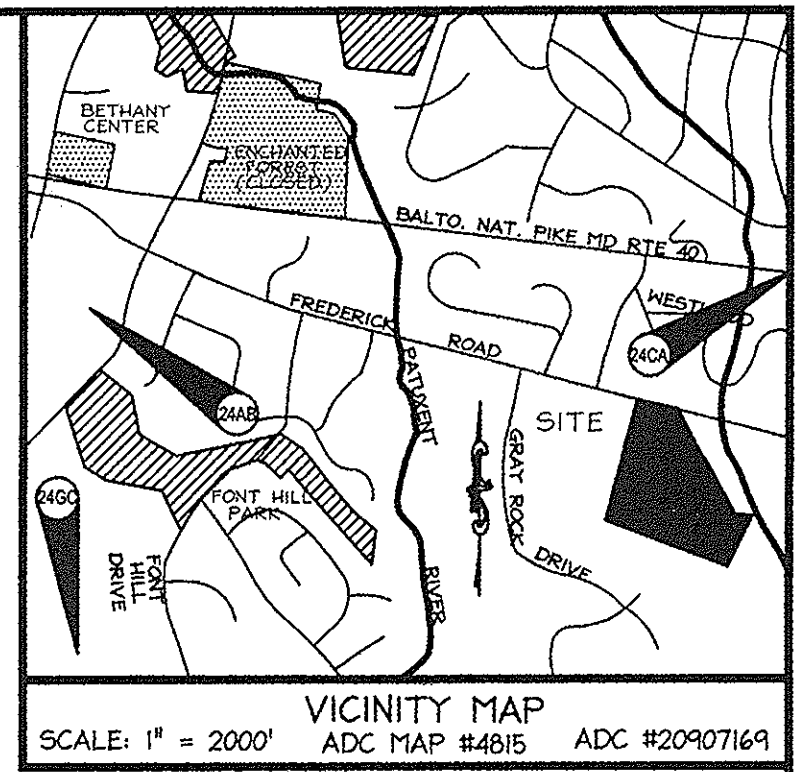 BETHANY
CENTER
ENCHANTED
FOREST
(CLOSED)
BALTO. NAT. PIKE MD RTE 40
FREDERICK ROAD
24CA
24AB
PATUXENT RIVER
GRAY ROCK DRIVE
SITE
24GC
FONT HILL
PARK
FONT
HILL
DRIVE
VICINITY MAP
SCALE: 1" = 2000' ADC MAP #4815 ADC #20907169